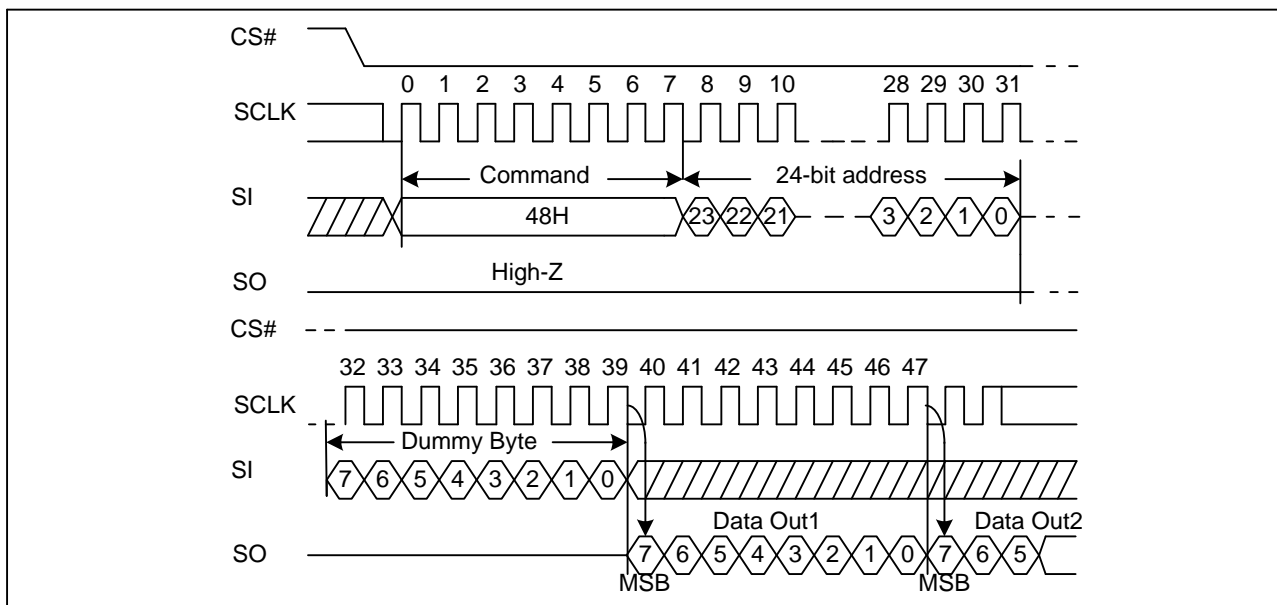 CS#
0 1 2 3 4 5 6 7 8 9 10 28 29 30 31
SCLK
Command 24-bit address
SI
48H 23 22 21 3 2 1 0
High-Z
SO
CS#
32 33 34 35 36 37 38 39 40 41 42 43 44 45 46 47
SCLK
Dummy Byte
SI
7 6 5 4 3 2 1 0
Data Out1 Data Out2
SO
7 6 5 4 3 2 1 0 7 6 5
MSB MSB